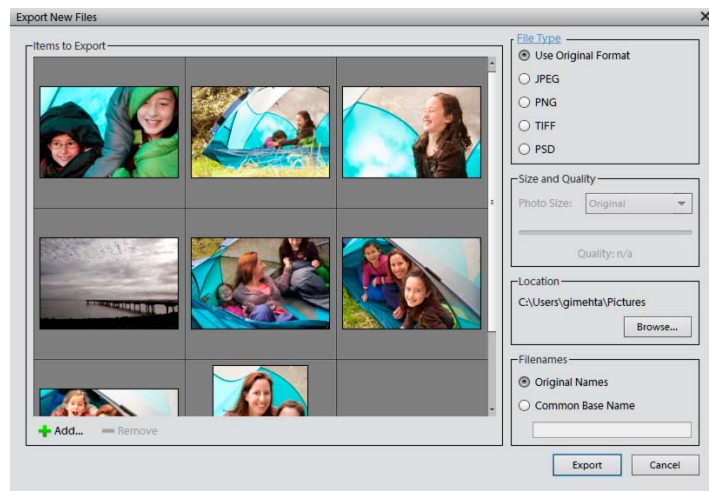 Export New Files
Items to Export
Add...
Remove
File Type
Use Original Format
JPEG
PNG
TIFF
PSD
Size and Quality
Photo Size: Original
Quality: n/a
Location
C:\Users\gimehta\Pictures
Browse...
Filenames
Original Names
Common Base Name
Export
Cancel